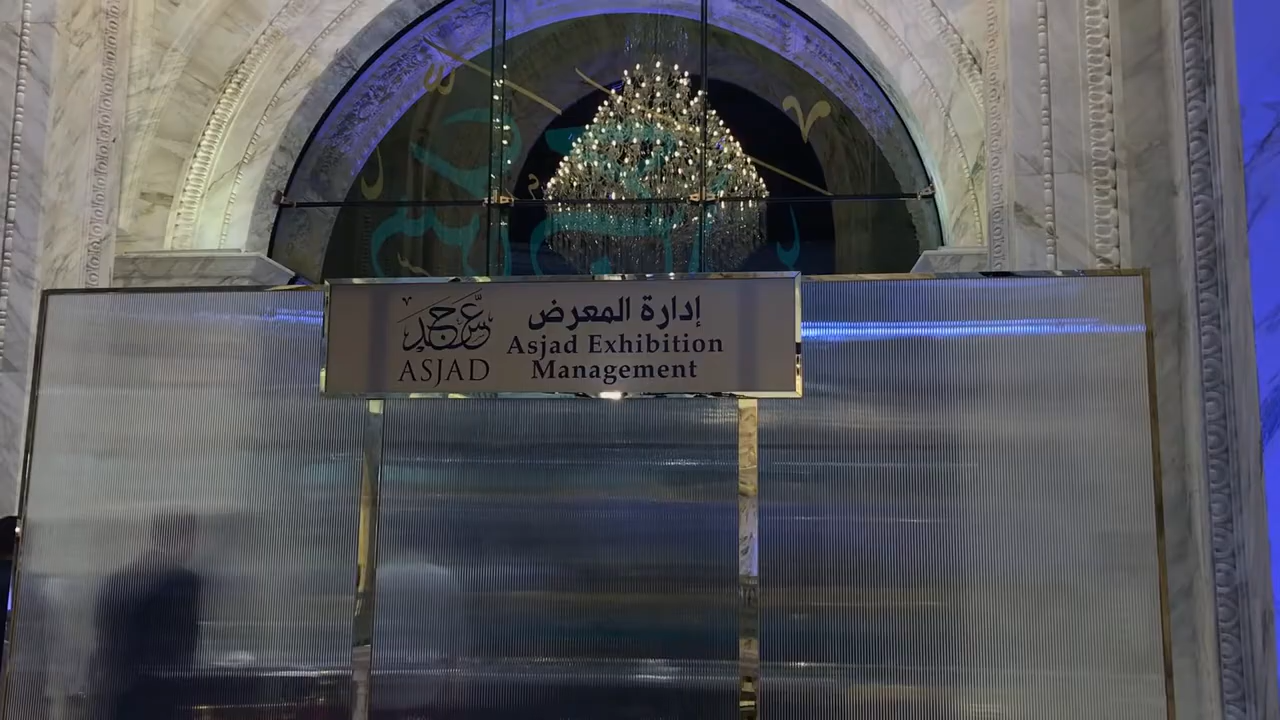 عسجد
ASJAD
إدارة المعرض
Asjad Exhibition
Management